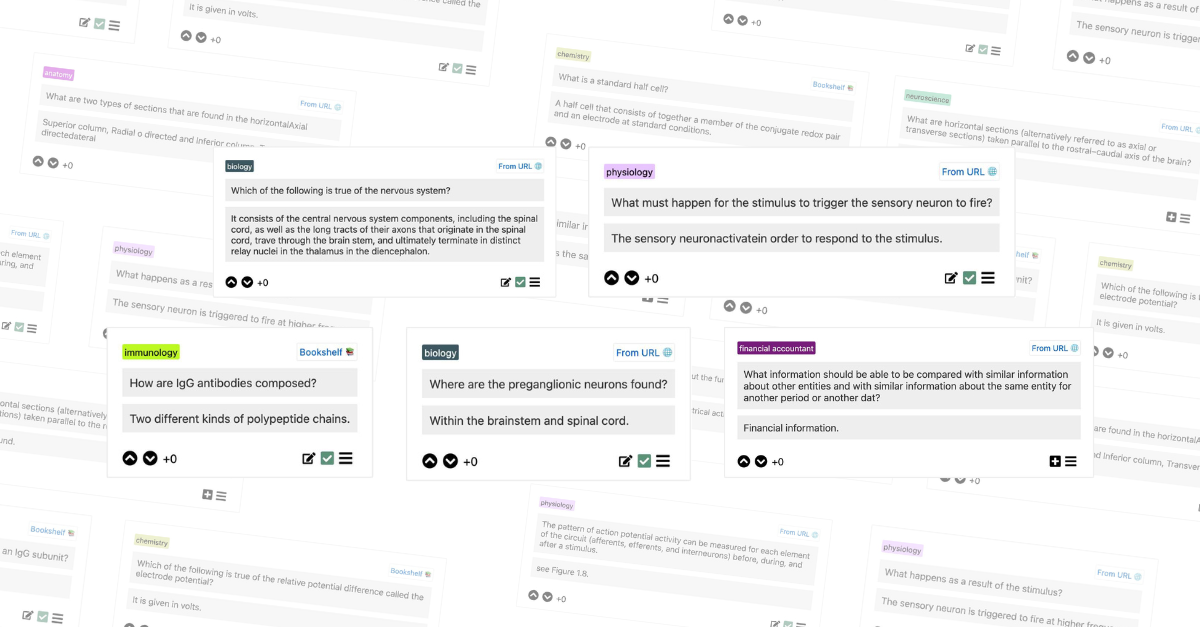 It is given in volts.
+0
+0
happens as a result of
The sensory neuron is triggered
+0
anatomy
From URL
What are two types of sections that are found in the horizontalAxial
Superior column, Radial o directed and Inferior column,
directedateral
+0
chemistry
Bookshelf
What is a standard half cell?
A half cell that consists of together a member of the conjugate redox pair
and an electrode at standard conditions.
+0
neuroscience
From URL
What are horizontal sections (alternatively referred to as axial or
transverse sections) taken parallel to the rostral–caudal axis of the brain?
biology
From URL
Which of the following is true of the nervous system?
It consists of the central nervous system components, including the spinal
cord, as well as the long tracts of their axons that originate in the spinal
cord, trave through the brain stem, and ultimately terminate in distinct
relay nuclei in the thalamus in the diencephalon.
+0
physiology
From URL
What must happen for the stimulus to trigger the sensory neuron to fire?
The sensory neuronactivatein order to respond to the stimulus.
+0
From URL
physiology
What happens as a res
The sensory neuron is triggered to fire at higher
+0
chemistry
Which of the following is
electrode potential?
It is given in volts.
+0
immunology
Bookshelf
How are IgG antibodies composed?
Two different kinds of polypeptide chains.
+0
biology
From URL
Where are the preganglionic neurons found?
Within the brainstem and spinal cord.
+0
financial accountant
From URL
What information should be able to be compared with similar information
about other entities and with similar information about the same entity for
another period or another dat?
Financial information.
+0
ontal sections (alternatively
tions) taken parallel to the
are found in the horizontalA
nd Inferior column, Transver
+0
Bookshelf
an IgG subunit?
chemistry
Bookshelf
Which of the following is true of the relative potential difference called the
electrode potential?
It is given in volts.
physiology
From URL
The pattern of action potential activity can be measured for each element
of the circuit (afferents, efferents, and interneurons) before, during, and
after a stimulus.
see Figure 1.8.
+0
physiology
From URL
What happens as a result of the stimulus?
The sensory neuron is triggered to fire at higher